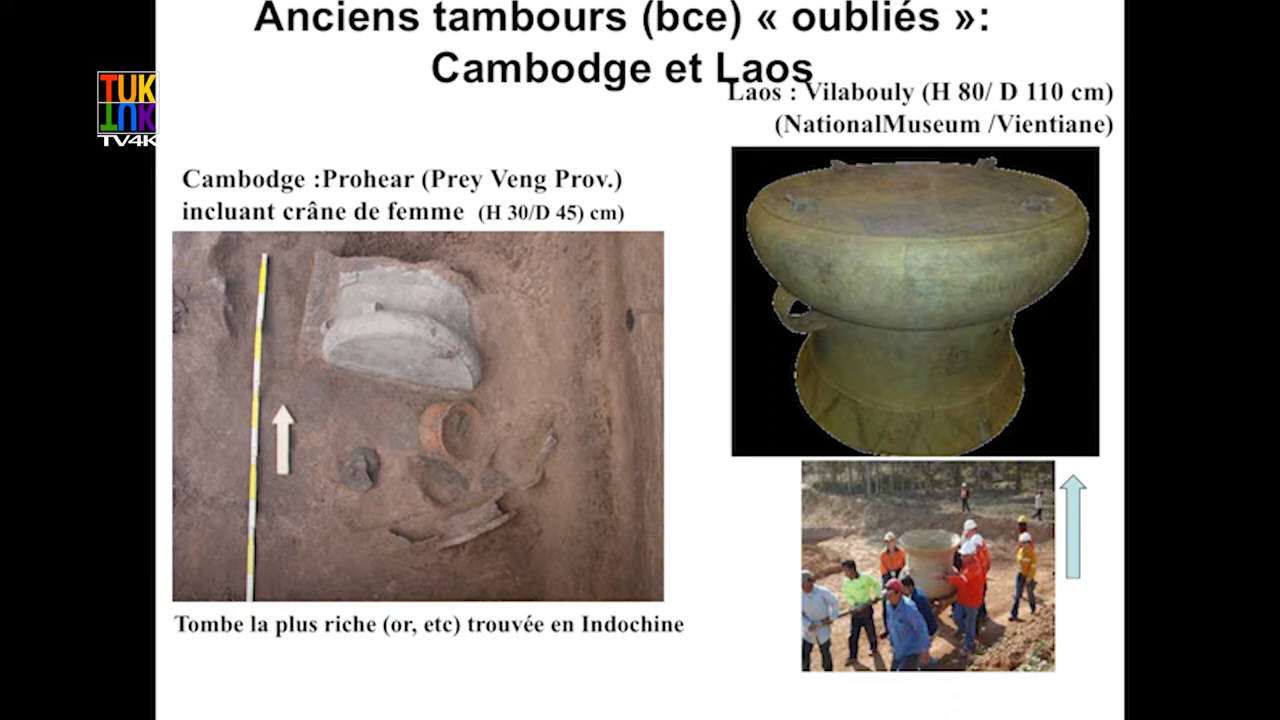 Anciens tambours (bce) « oubliés »:
Cambodge et Laos
TUK
TUK
TV4K
Laos : Vilabouly (H 80/ D 110 cm)
(NationalMuseum /Vientiane)
Cambodge :Prohear (Prey Veng Prov.)
incluant crâne de femme (H 30/D 45) cm)
Tombe la plus riche (or, etc) trouvée en Indochine